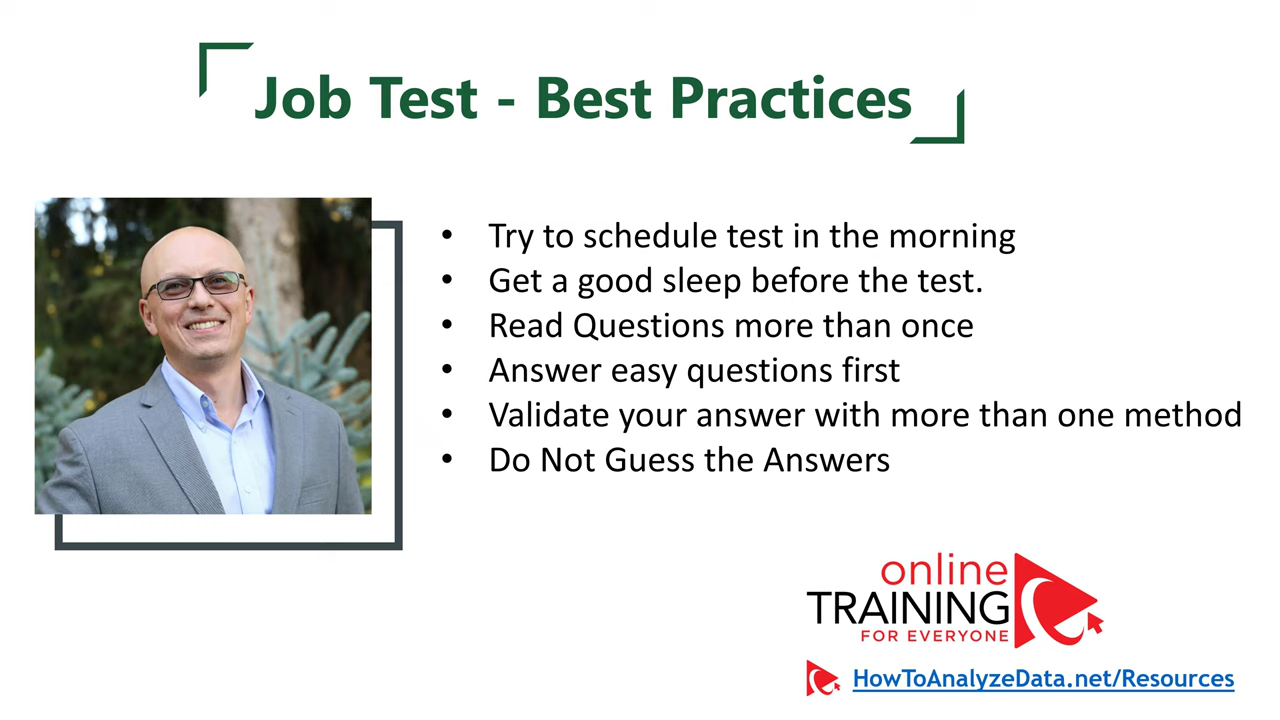 Job Test - Best Practices
• Try to schedule test in the morning
• Get a good sleep before the test.
• Read Questions more than once
• Answer easy questions first
• Validate your answer with more than one method
• Do Not Guess the Answers
online
TRAINING
FOR EVERYONE
HowToAnalyzeData.net/Resources